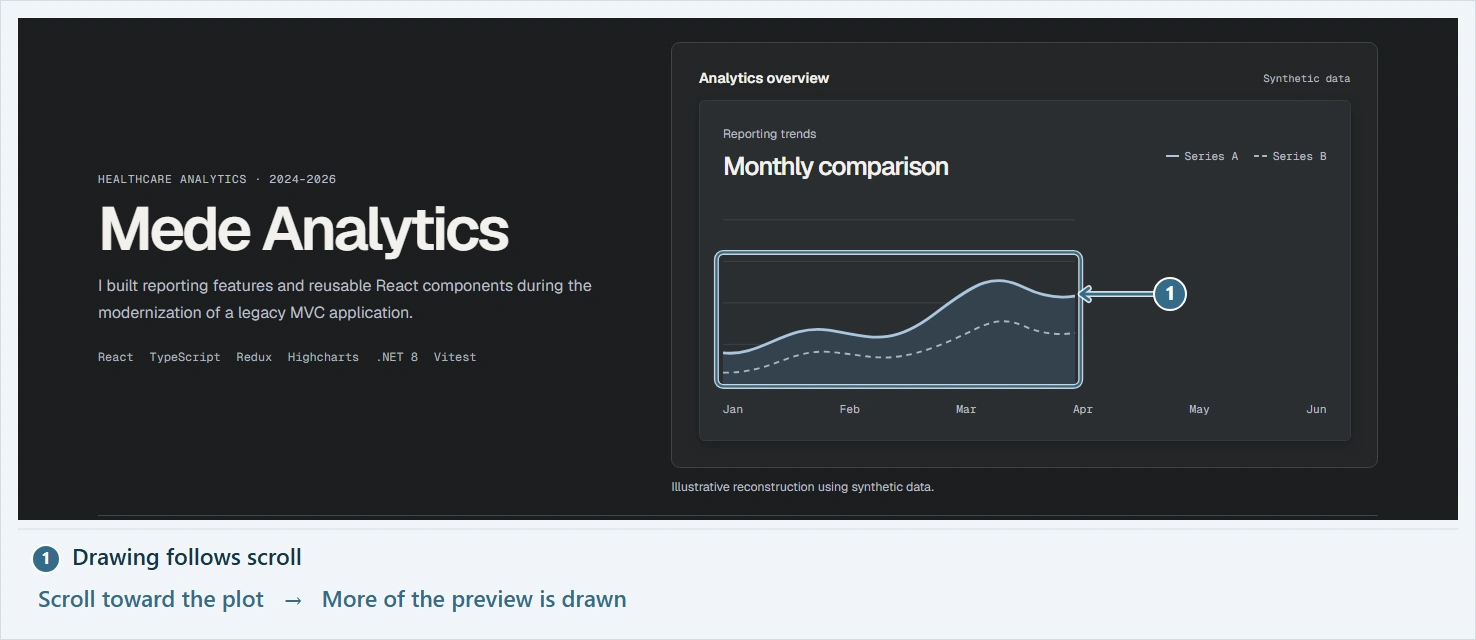 HEALTHCARE ANALYTICS · 2024–2026
Mede Analytics
I built reporting features and reusable React components during the
modernization of a legacy MVC application.
React TypeScript Redux Highcharts .NET 8 Vitest
Analytics overview
Synthetic data
Reporting trends
Monthly comparison
Series A Series B
1
Jan Feb Mar Apr May Jun
Illustrative reconstruction using synthetic data.
1 Drawing follows scroll
Scroll toward the plot → More of the preview is drawn